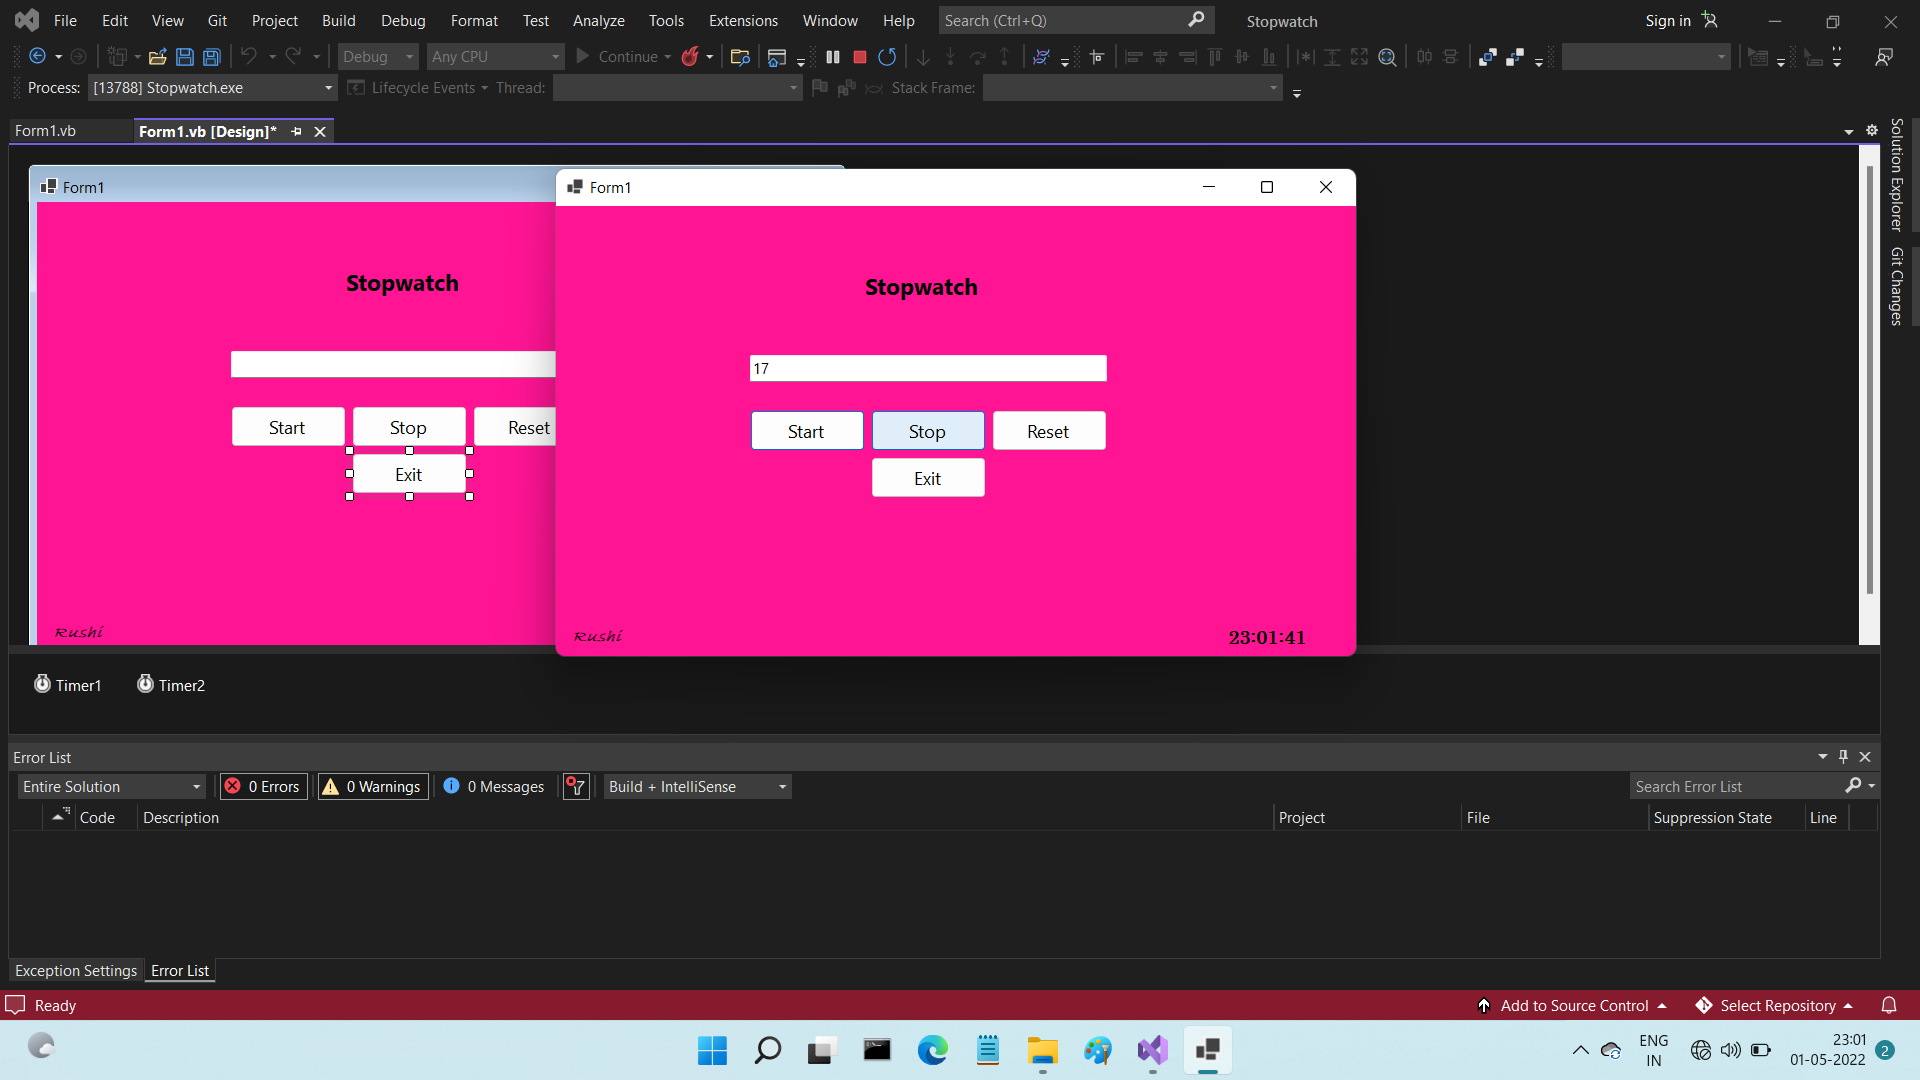 File Edit View Git Project Build Debug Format Test Analyze Tools Extensions Window Help Search (Ctrl+Q) Stopwatch Sign in
Debug Any CPU Continue
Process: [13788] Stopwatch.exe Lifecycle Events Thread: Stack Frame:
Form1.vb Form1.vb [Design]*
Solution Explorer
Git Changes
Form1
Stopwatch
Start Stop Reset
Exit
Rushi
Form1
Stopwatch
17
Start Stop Reset
Exit
Rushi 23:01:41
Timer1 Timer2
Error List
Entire Solution 0 Errors 0 Warnings 0 Messages Build + IntelliSense Search Error List
Code Description Project File Suppression State Line
Exception Settings Error List
Ready Add to Source Control Select Repository
ENG
IN
23:01
01-05-2022
2